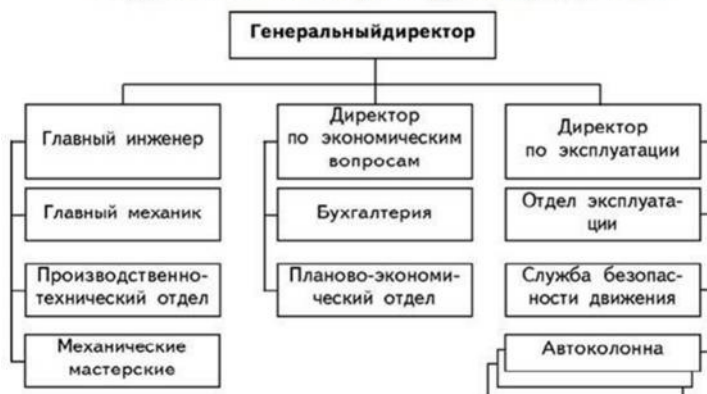 Генеральныйдиректор
Главный инженер
Директор
по экономическим
вопросам
Директор
по эксплуатации
Главный механик
Бухгалтерия
Отдел эксплуата-
ции
Производственно-
технический отдел
Планово-экономи-
ческий отдел
Служба безопас-
ности движения
Механические
мастерские
Автоколонна